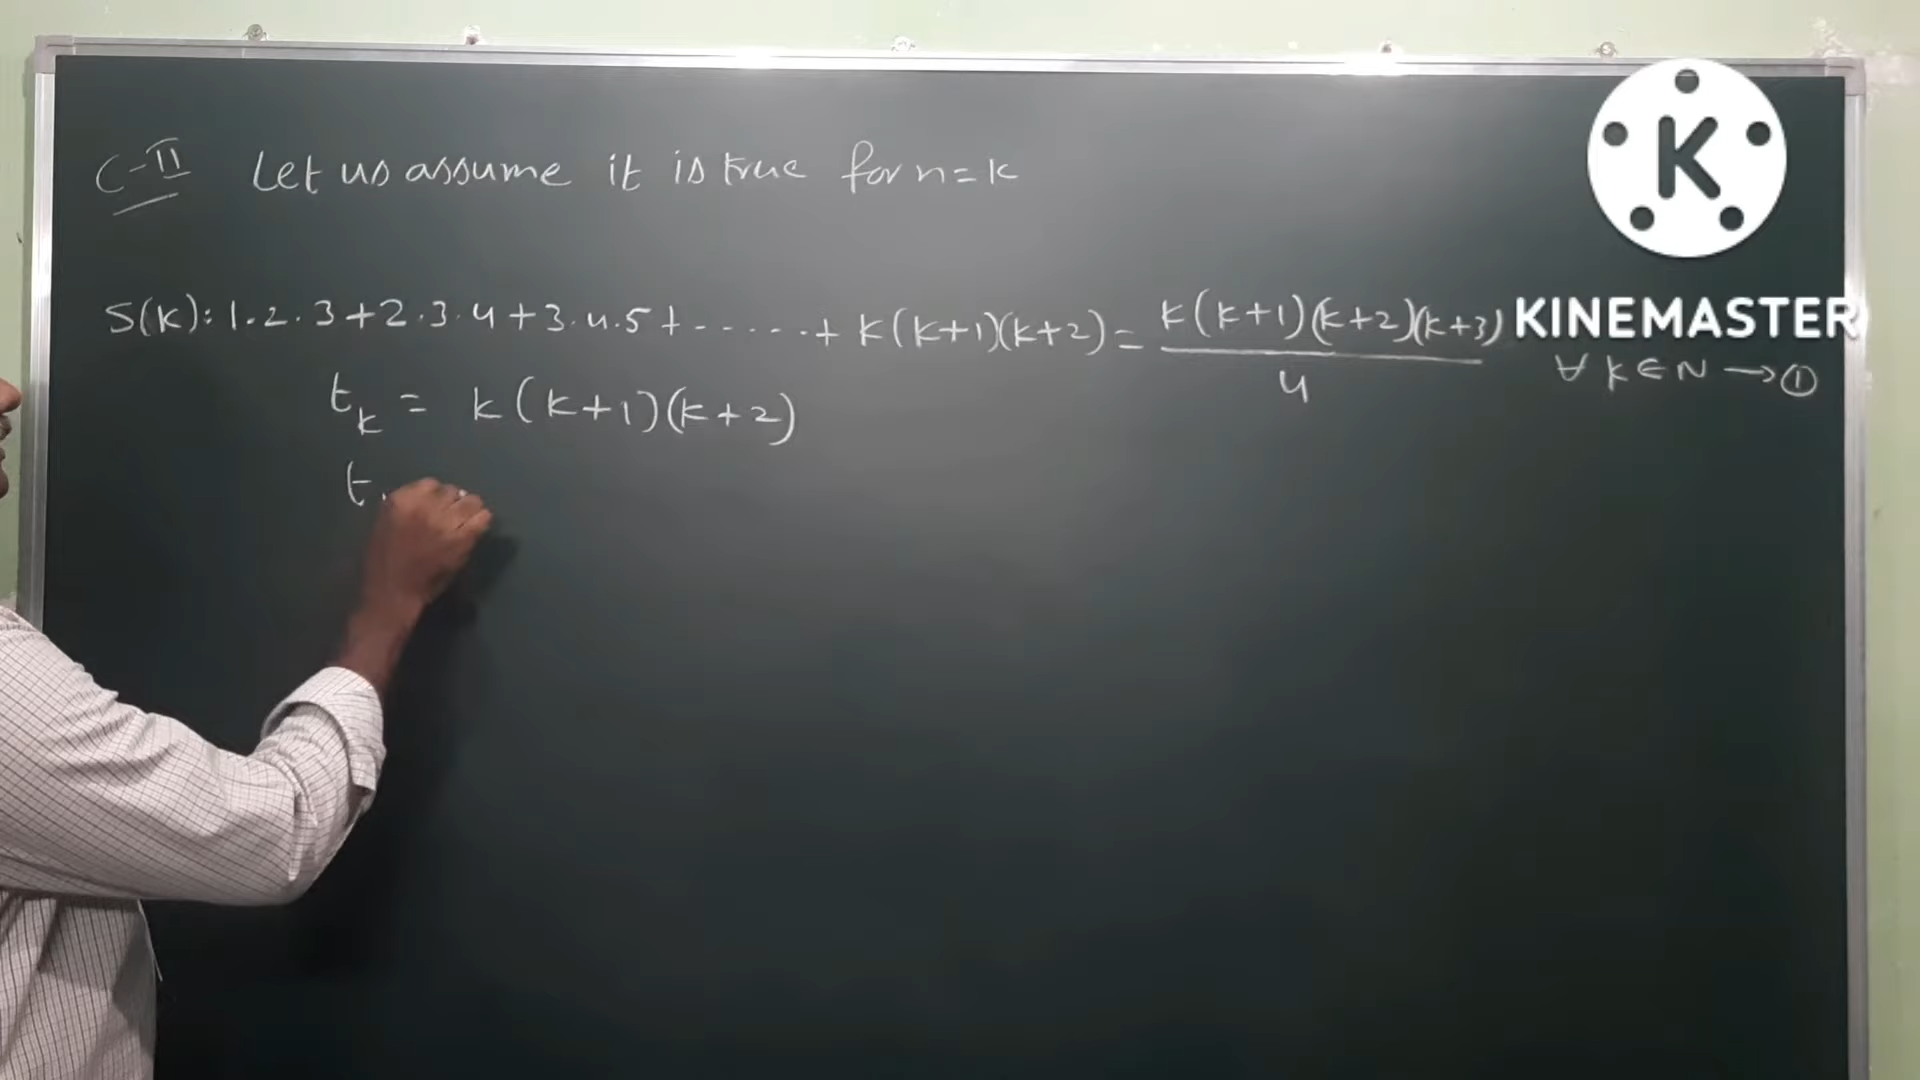 C-II Let us assume it is true for n=k
K
KINEMASTER
S(k): 1.2.3+2.3.4+3.4.5+------+ k(k+1)(k+2) = k(k+1)(k+2)(k+3)
4
∀ k∈N →①
t_k = k(k+1)(k+2)
t